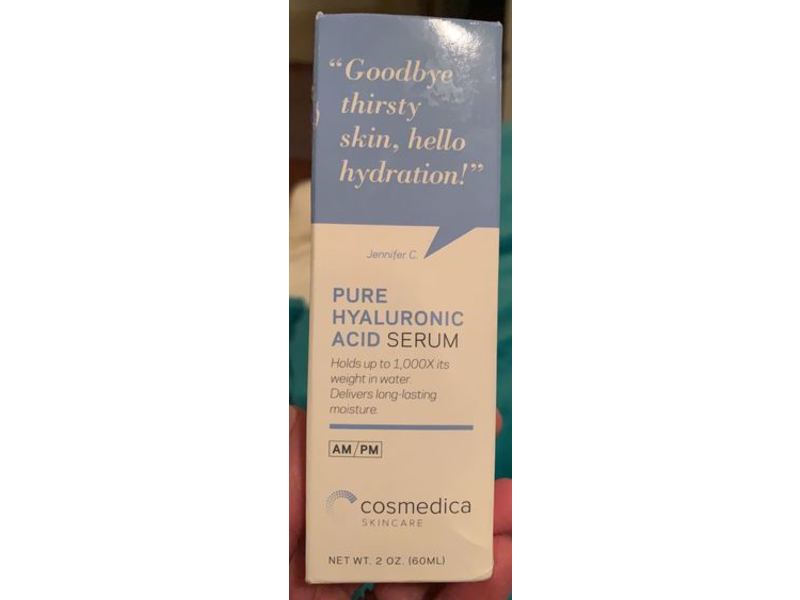 “Goodbye
thirsty
skin, hello
hydration!”
Jennifer C.
PURE
HYALURONIC
ACID SERUM
Holds up to 1,000X its
weight in water.
Delivers long-lasting
moisture.
AM/PM
cosmedica
SKINCARE
NET WT. 2 OZ. (60ML)